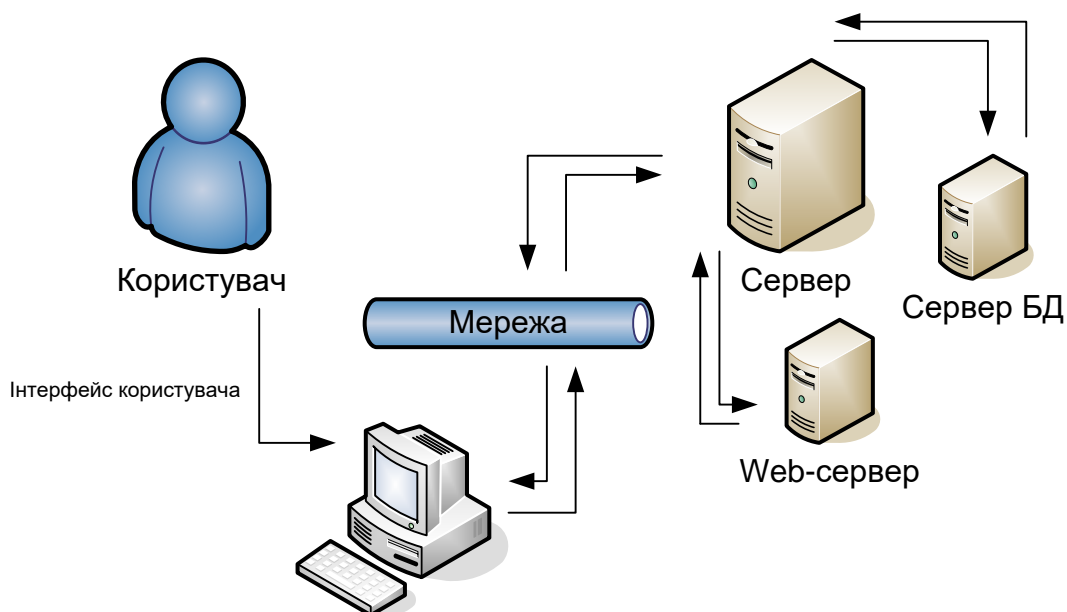 Користувач
Сервер
Сервер БД
Мережа
Інтерфейс користувача
Web-сервер